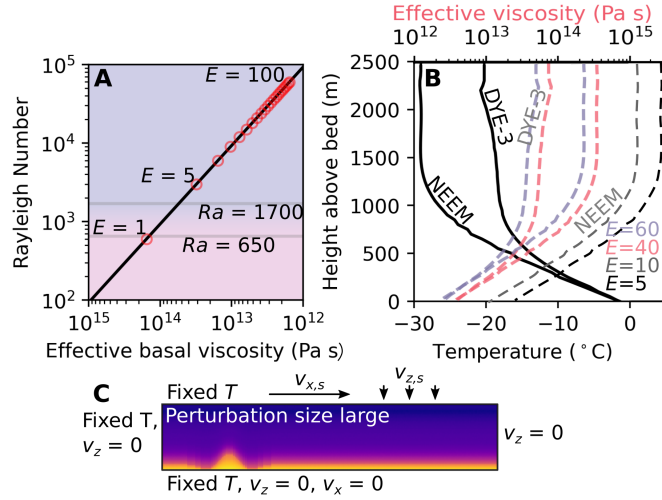 Effective viscosity (Pa s)
10^12 10^13 10^14 10^15
A
E = 100
E = 5
Ra = 1700
E = 1
Ra = 650
10^5
10^4
10^3
10^2
Rayleigh Number
10^15 10^14 10^13 10^12
Effective basal viscosity (Pa s)
B
DYE-3
DYE-3
NEEM
NEEM
E=60
E=40
E=10
E=5
2500
2000
1500
1000
500
0
Height above bed (m)
−30 −20 −10 0
Temperature (°C)
C
Fixed T
v_x,s
v_z,s
Fixed T,
v_z = 0
Perturbation size large
v_z = 0
Fixed T, v_z = 0, v_x = 0